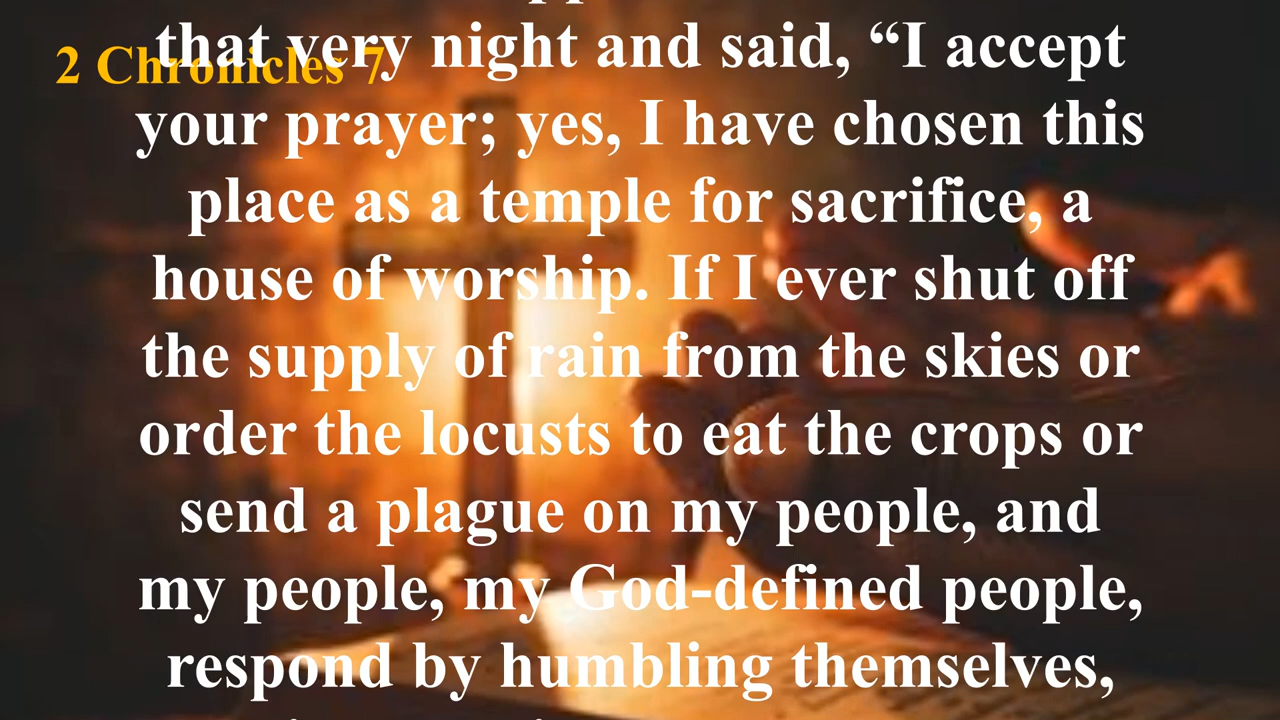 2 Chronicles 7
that very night and said, “I accept
your prayer; yes, I have chosen this
place as a temple for sacrifice, a
house of worship. If I ever shut off
the supply of rain from the skies or
order the locusts to eat the crops or
send a plague on my people, and
my people, my God-defined people,
respond by humbling themselves,